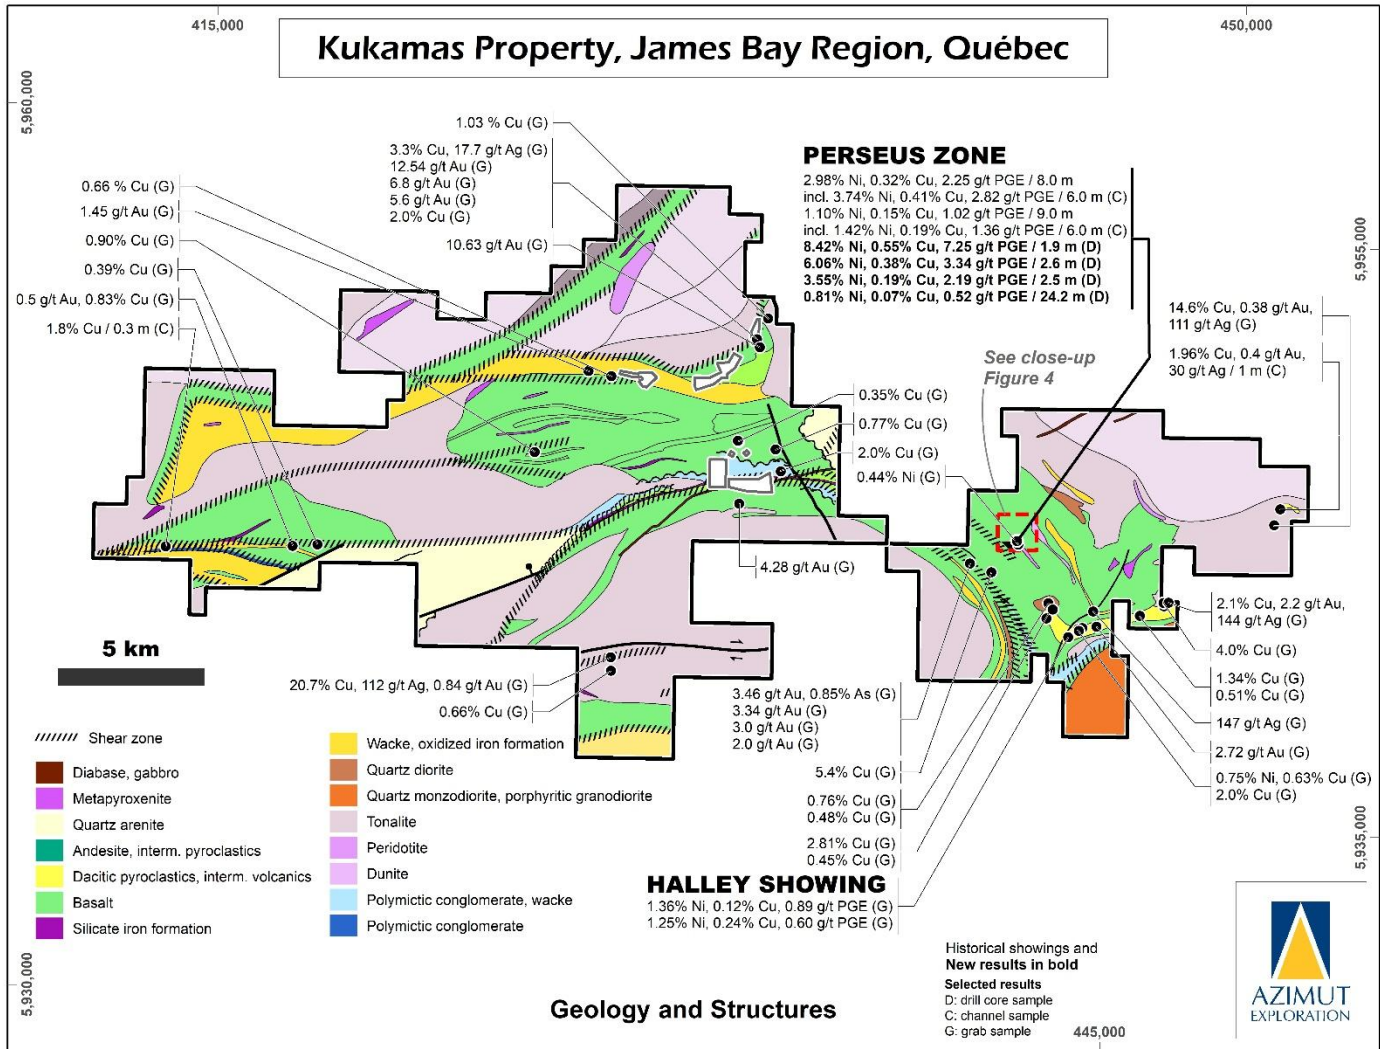 415,000
450,000
Kukamas Property, James Bay Region, Québec
5,960,000
5,955,000
1.03 % Cu (G)
3.3% Cu, 17.7 g/t Ag (G)
12.54 g/t Au (G)
6.8 g/t Au (G)
5.6 g/t Au (G)
2.0% Cu (G)
10.63 g/t Au (G)
0.66 % Cu (G)
1.45 g/t Au (G)
0.90% Cu (G)
0.39% Cu (G)
0.5 g/t Au, 0.83% Cu (G)
1.8% Cu / 0.3 m (C)
PERSEUS ZONE
2.98% Ni, 0.32% Cu, 2.25 g/t PGE / 8.0 m
incl. 3.74% Ni, 0.41% Cu, 2.82 g/t PGE / 6.0 m (C)
1.10% Ni, 0.15% Cu, 1.02 g/t PGE / 9.0 m
incl. 1.42% Ni, 0.19% Cu, 1.36 g/t PGE / 6.0 m (C)
8.42% Ni, 0.55% Cu, 7.25 g/t PGE / 1.9 m (D)
6.06% Ni, 0.38% Cu, 3.34 g/t PGE / 2.6 m (D)
3.55% Ni, 0.19% Cu, 2.19 g/t PGE / 2.5 m (D)
0.81% Ni, 0.07% Cu, 0.52 g/t PGE / 24.2 m (D)
14.6% Cu, 0.38 g/t Au,
111 g/t Ag (G)
1.96% Cu, 0.4 g/t Au,
30 g/t Ag / 1 m (C)
See close-up
Figure 4
0.35% Cu (G)
0.77% Cu (G)
2.0% Cu (G)
0.44% Ni (G)
4.28 g/t Au (G)
2.1% Cu, 2.2 g/t Au,
144 g/t Ag (G)
4.0% Cu (G)
1.34% Cu (G)
0.51% Cu (G)
147 g/t Ag (G)
2.72 g/t Au (G)
0.75% Ni, 0.63% Cu (G)
2.0% Cu (G)
5 km
20.7% Cu, 112 g/t Ag, 0.84 g/t Au (G)
0.66% Cu (G)
3.46 g/t Au, 0.85% As (G)
3.34 g/t Au (G)
3.0 g/t Au (G)
2.0 g/t Au (G)
5.4% Cu (G)
0.76% Cu (G)
0.48% Cu (G)
2.81% Cu (G)
0.45% Cu (G)
HALLEY SHOWING
1.36% Ni, 0.12% Cu, 0.89 g/t PGE (G)
1.25% Ni, 0.24% Cu, 0.60 g/t PGE (G)
Shear zone
Diabase, gabbro
Metapyroxenite
Quartz arenite
Andesite, interm. pyroclastics
Dacitic pyroclastics, interm. volcanics
Basalt
Silicate iron formation
Wacke, oxidized iron formation
Quartz diorite
Quartz monzodiorite, porphyritic granodiorite
Tonalite
Peridotite
Dunite
Polymictic conglomerate, wacke
Polymictic conglomerate
5,935,000
5,930,000
Geology and Structures
Historical showings and
New results in bold
Selected results
D: drill core sample
C: channel sample
G: grab sample
445,000
AZIMUT
EXPLORATION